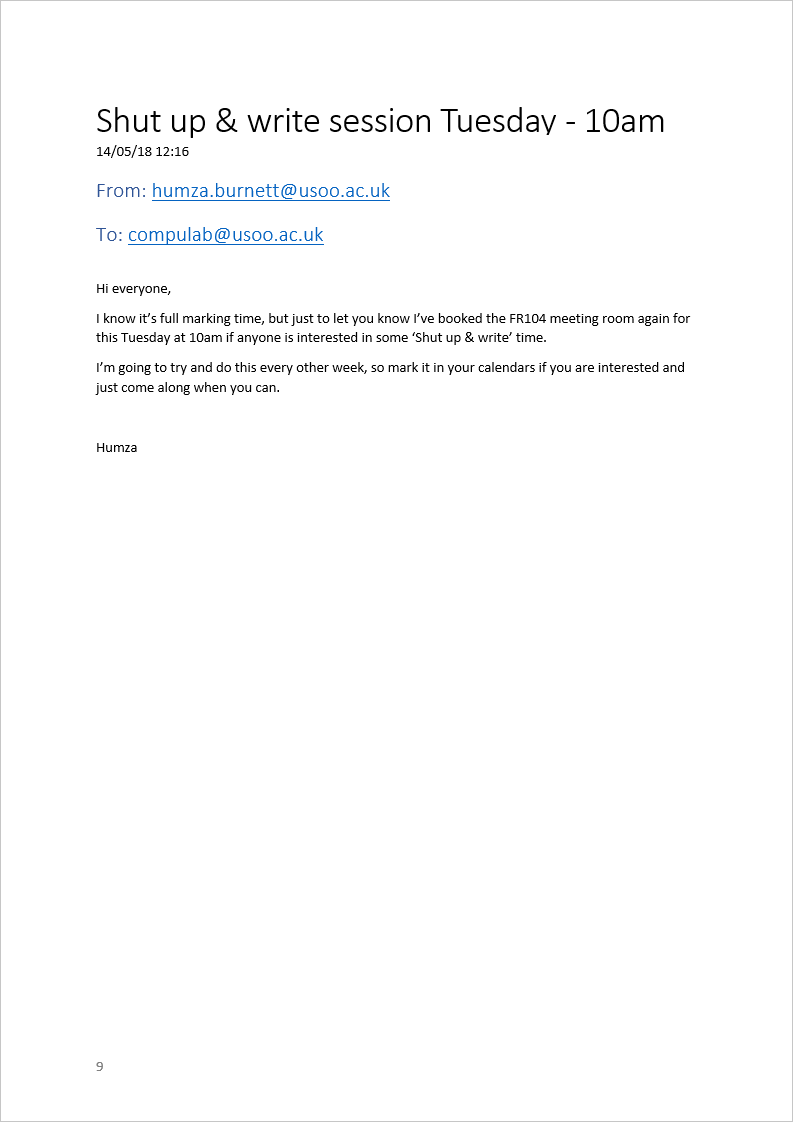 Shut up & write session Tuesday - 10am
14/05/18 12:16
From: humza.burnett@usoo.ac.uk
To: compulab@usoo.ac.uk
Hi everyone,
I know it’s full marking time, but just to let you know I’ve booked the FR104 meeting room again for
this Tuesday at 10am if anyone is interested in some ‘Shut up & write’ time.
I’m going to try and do this every other week, so mark it in your calendars if you are interested and
just come along when you can.
Humza
9